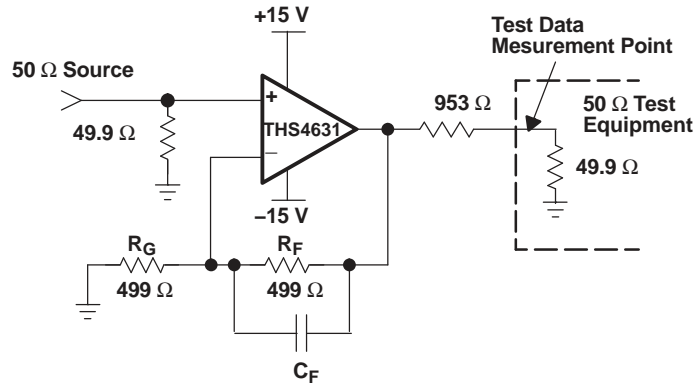 +15 V
Test Data
Mesurement Point
50 Ω Source
953 Ω
50 Ω Test
Equipment
+
THS4631
49.9 Ω
−
49.9 Ω
−15 V
RG
RF
499 Ω
499 Ω
CF